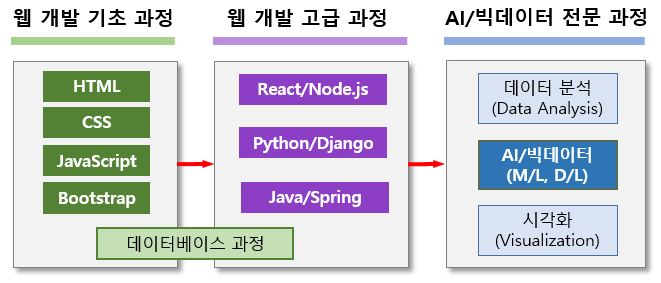 웹 개발 기초 과정
웹 개발 고급 과정
AI/빅데이터 전문 과정
HTML
CSS
JavaScript
Bootstrap
React/Node.js
Python/Django
Java/Spring
데이터베이스 과정
데이터 분석
(Data Analysis)
AI/빅데이터
(M/L, D/L)
시각화
(Visualization)